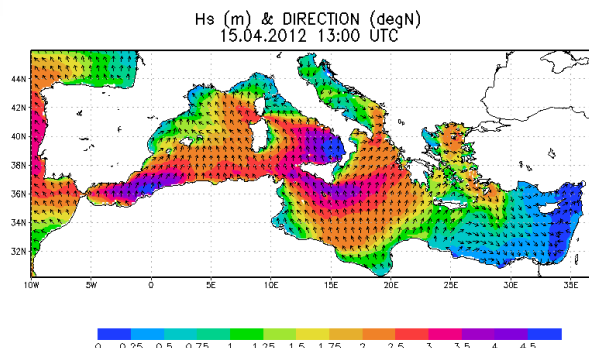 Hs (m) & DIRECTION (degN)
15.04.2012 13:00 UTC
44N
42N
40N
38N
36N
34N
32N
10W 5W 0 5E 10E 15E 20E 25E 30E 35E
0 0.25 0.5 0.75 1 1.25 1.5 1.75 2 2.5 3 3.5 4 4.5